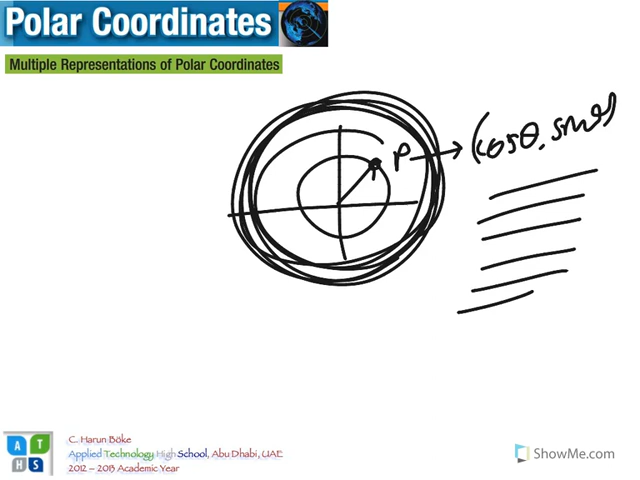 Polar Coordinates
Multiple Representations of Polar Coordinates
P → (cosθ, sinθ)
C. Harun Böke
Applied Technology High School, Abu Dhabi, UAE
2012 – 2013 Academic Year
A T
H S
ShowMe.com